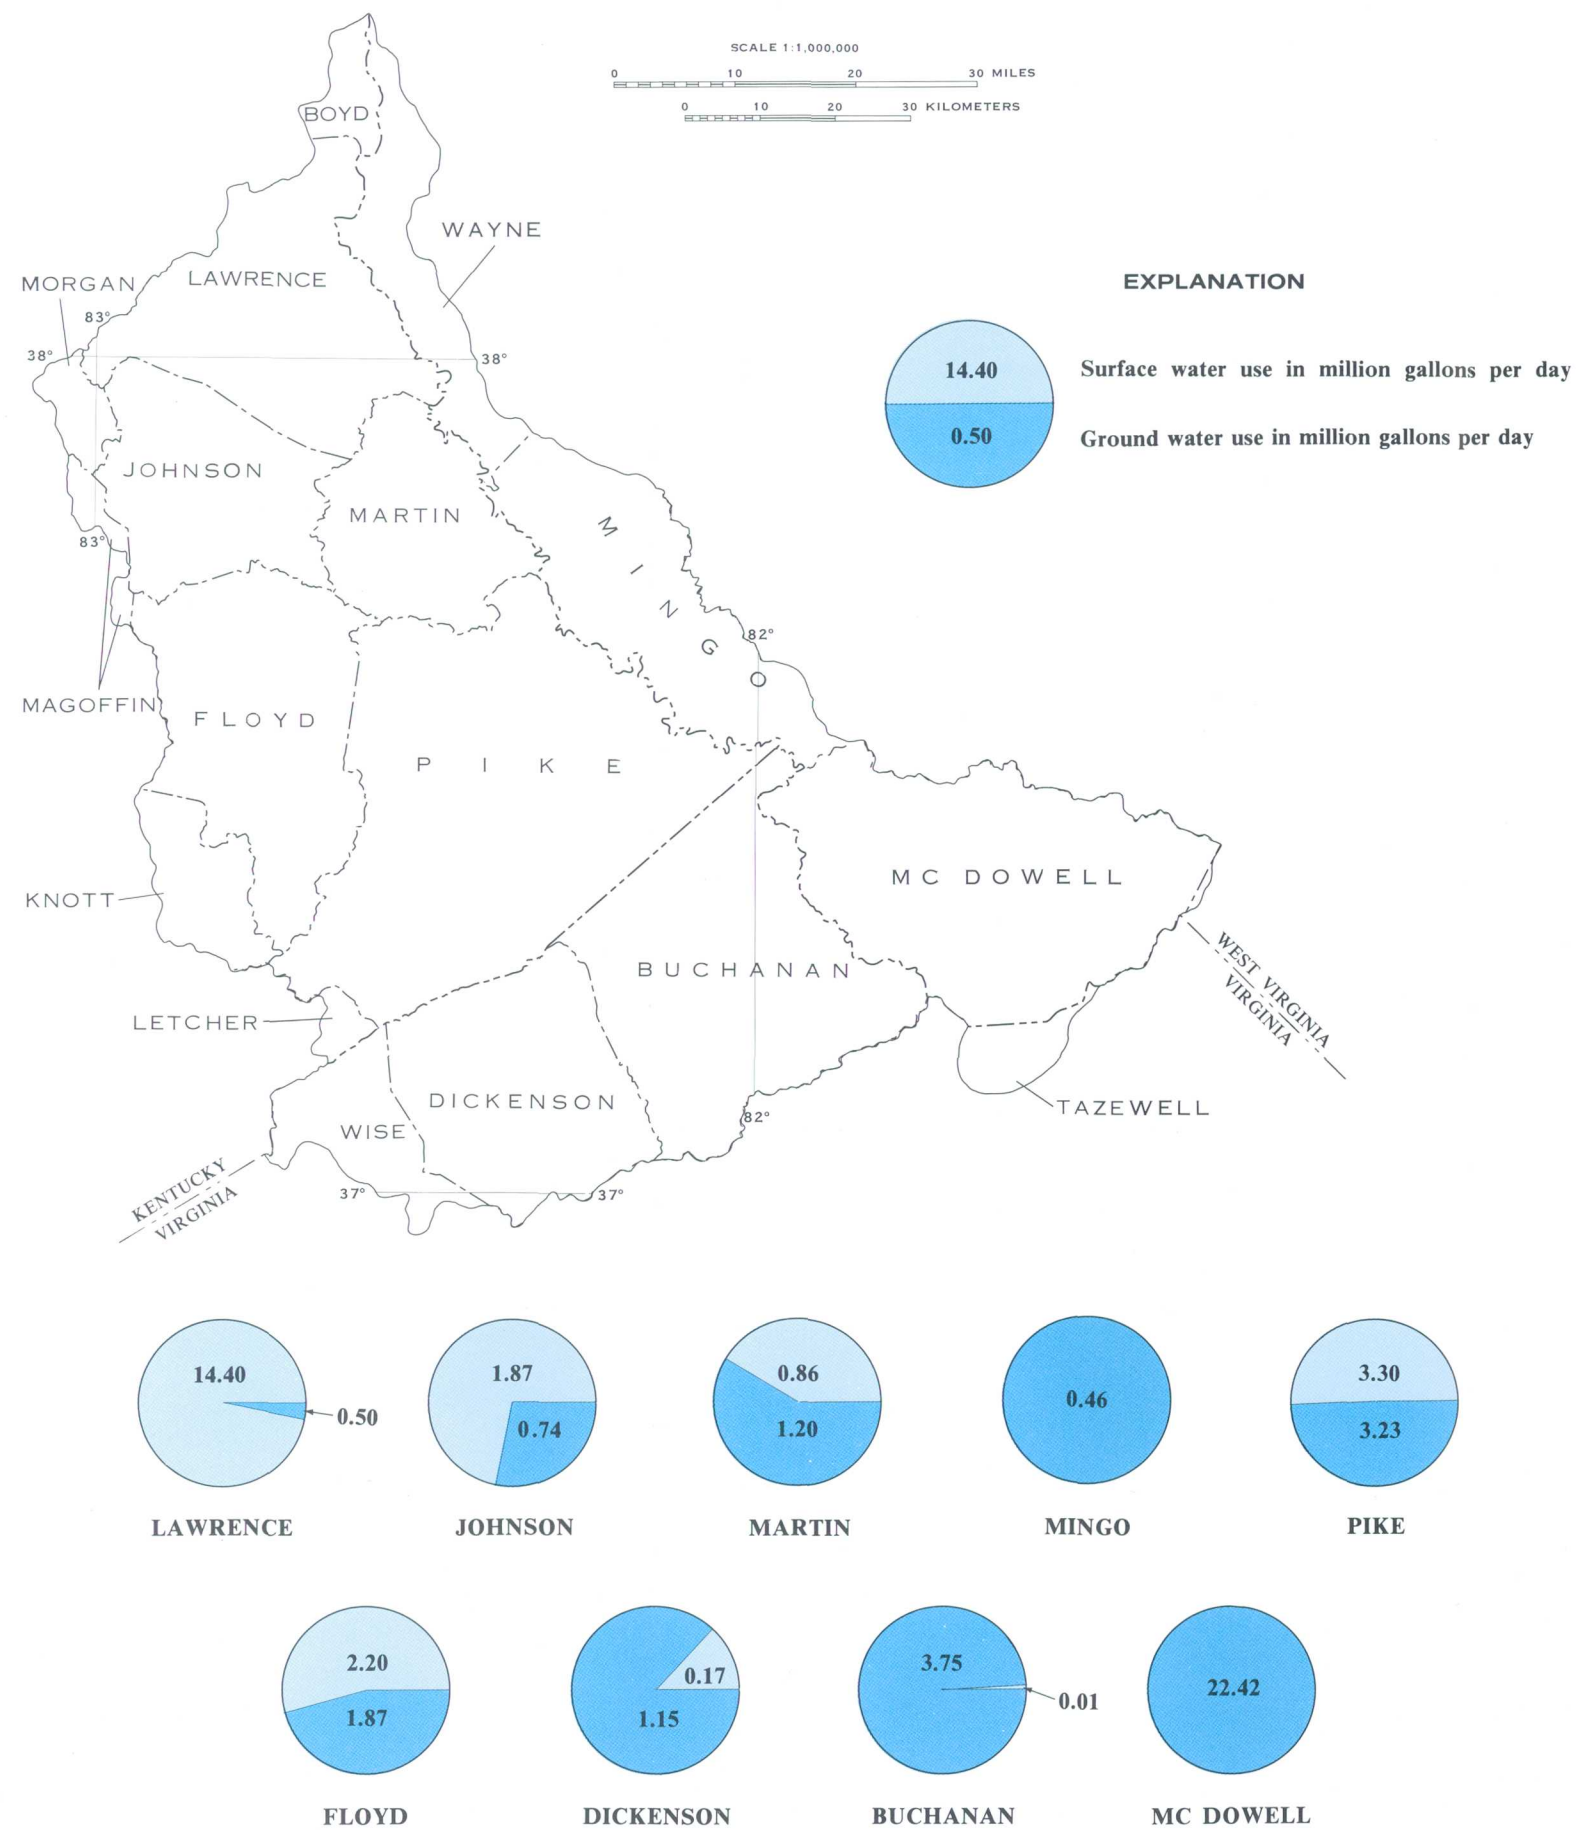 SCALE 1:1,000,000
0 10 20 30 MILES
0 10 20 30 KILOMETERS
BOYD
WAYNE
LAWRENCE
MORGAN
83°
38°
38°
EXPLANATION
14.40
Surface water use in million gallons per day
0.50
Ground water use in million gallons per day
JOHNSON
MARTIN
MINGO
83°
82°
MAGOFFIN
FLOYD
PIKE
MC DOWELL
KNOTT
BUCHANAN
WEST VIRGINIA
VIRGINIA
LETCHER
DICKENSON
TAZEWELL
82°
WISE
KENTUCKY
VIRGINIA
37°
37°
14.40
0.50
LAWRENCE
1.87
0.74
JOHNSON
0.86
1.20
MARTIN
0.46
MINGO
3.30
3.23
PIKE
2.20
1.87
FLOYD
0.17
1.15
DICKENSON
3.75
0.01
BUCHANAN
22.42
MC DOWELL